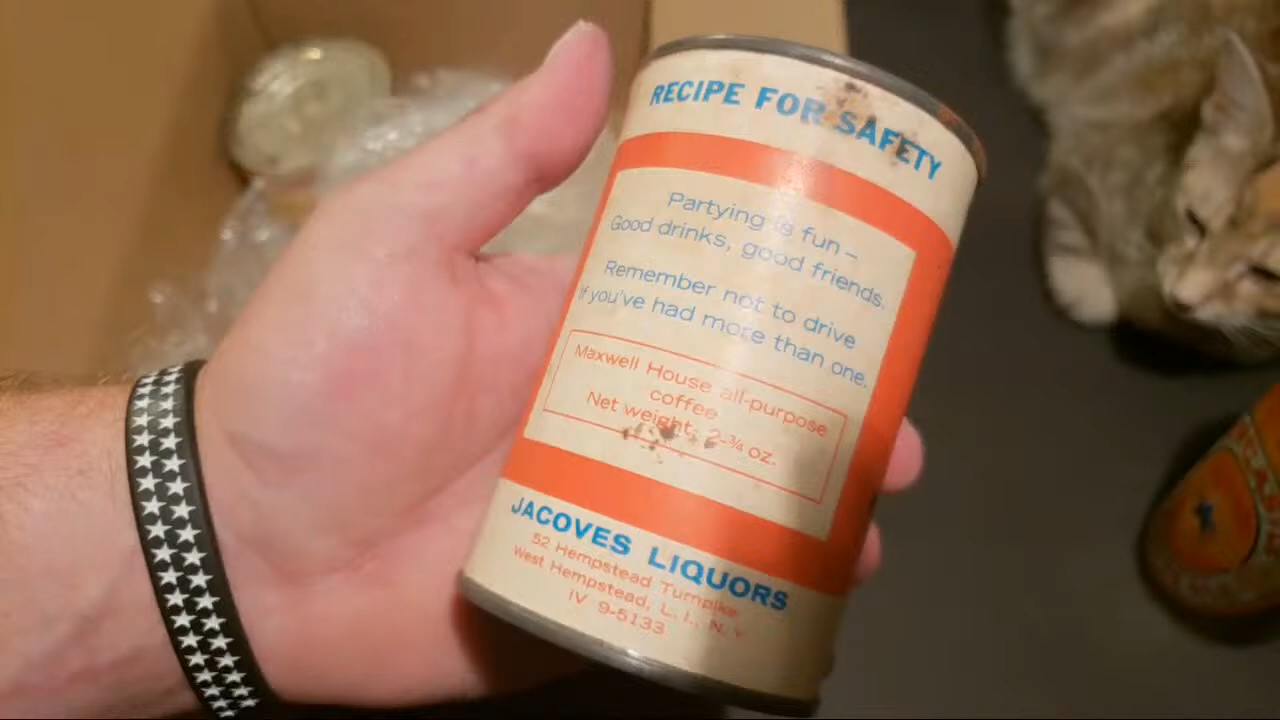 RECIPE FOR SAFETY
Partying is fun –
Good drinks, good friends.
Remember not to drive
if you've had more than one.
Maxwell House all-purpose
coffee
Net weight, 2-¾ oz.
JACOVES LIQUORS
52 Hempstead Turnpike
West Hempstead, L. I., N. Y.
IV 9-5133